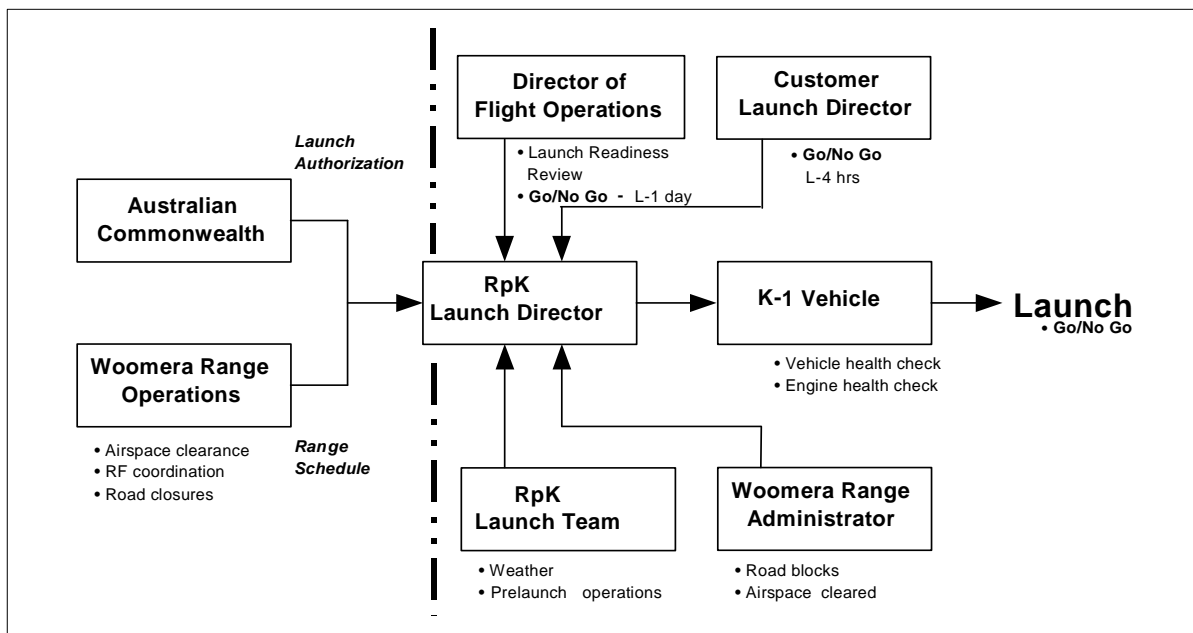 Director of
Flight Operations
Customer
Launch Director
Launch
Authorization
• Launch Readiness
Review
• Go/No Go - L-1 day
• Go/No Go
L-4 hrs
Australian
Commonwealth
RpK
Launch Director
K-1 Vehicle
Launch
• Go/No Go
Woomera Range
Operations
• Vehicle health check
• Engine health check
• Airspace clearance
• RF coordination
• Road closures
Range
Schedule
RpK
Launch Team
Woomera Range
Administrator
• Weather
• Prelaunch operations
• Road blocks
• Airspace cleared